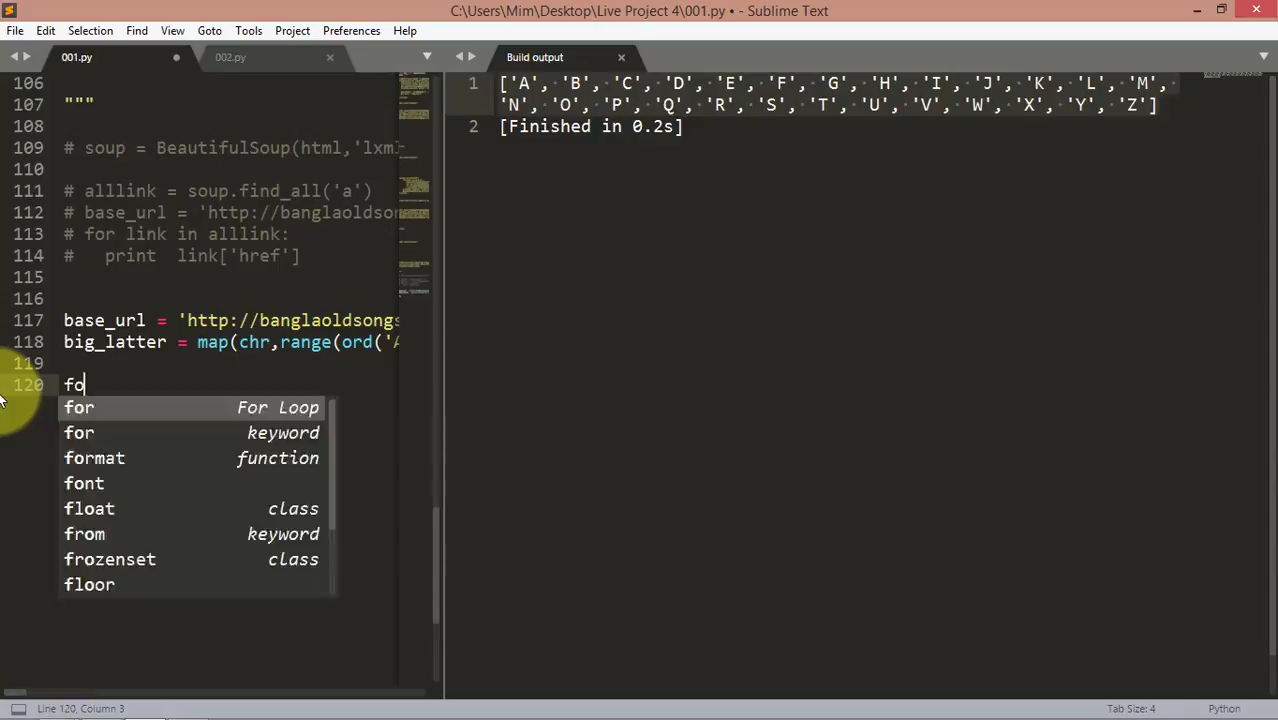 C:\Users\Mim\Desktop\Live Project 4\001.py • - Sublime Text
File Edit Selection Find View Goto Tools Project Preferences Help
001.py 002.py
106
107 """
108
109 # soup = BeautifulSoup(html,'lxml
110
111 # alllink = soup.find_all('a')
112 # base_url = 'http://banglaoldson
113 # for link in alllink:
114 #   print  link['href']
115
116
117 base_url = 'http://banglaoldsongs
118 big_latter = map(chr,range(ord('A
119
120 fo
for For Loop
for keyword
format function
font
float class
from keyword
frozenset class
floor
Build output
1 ['A', 'B', 'C', 'D', 'E', 'F', 'G', 'H', 'I', 'J', 'K', 'L', 'M',
'N', 'O', 'P', 'Q', 'R', 'S', 'T', 'U', 'V', 'W', 'X', 'Y', 'Z']
2 [Finished in 0.2s]
Line 120, Column 3 Tab Size: 4 Python